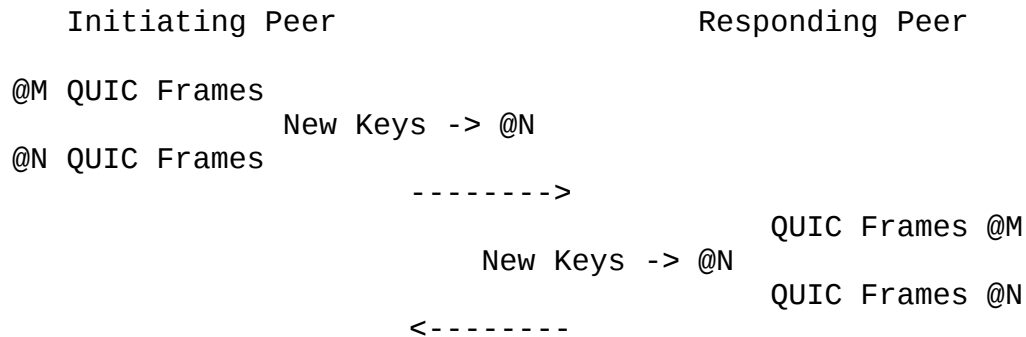 Initiating Peer                    Responding Peer
@M QUIC Frames
New Keys -> @N
@N QUIC Frames
-------->
QUIC Frames @M
New Keys -> @N
QUIC Frames @N
<--------